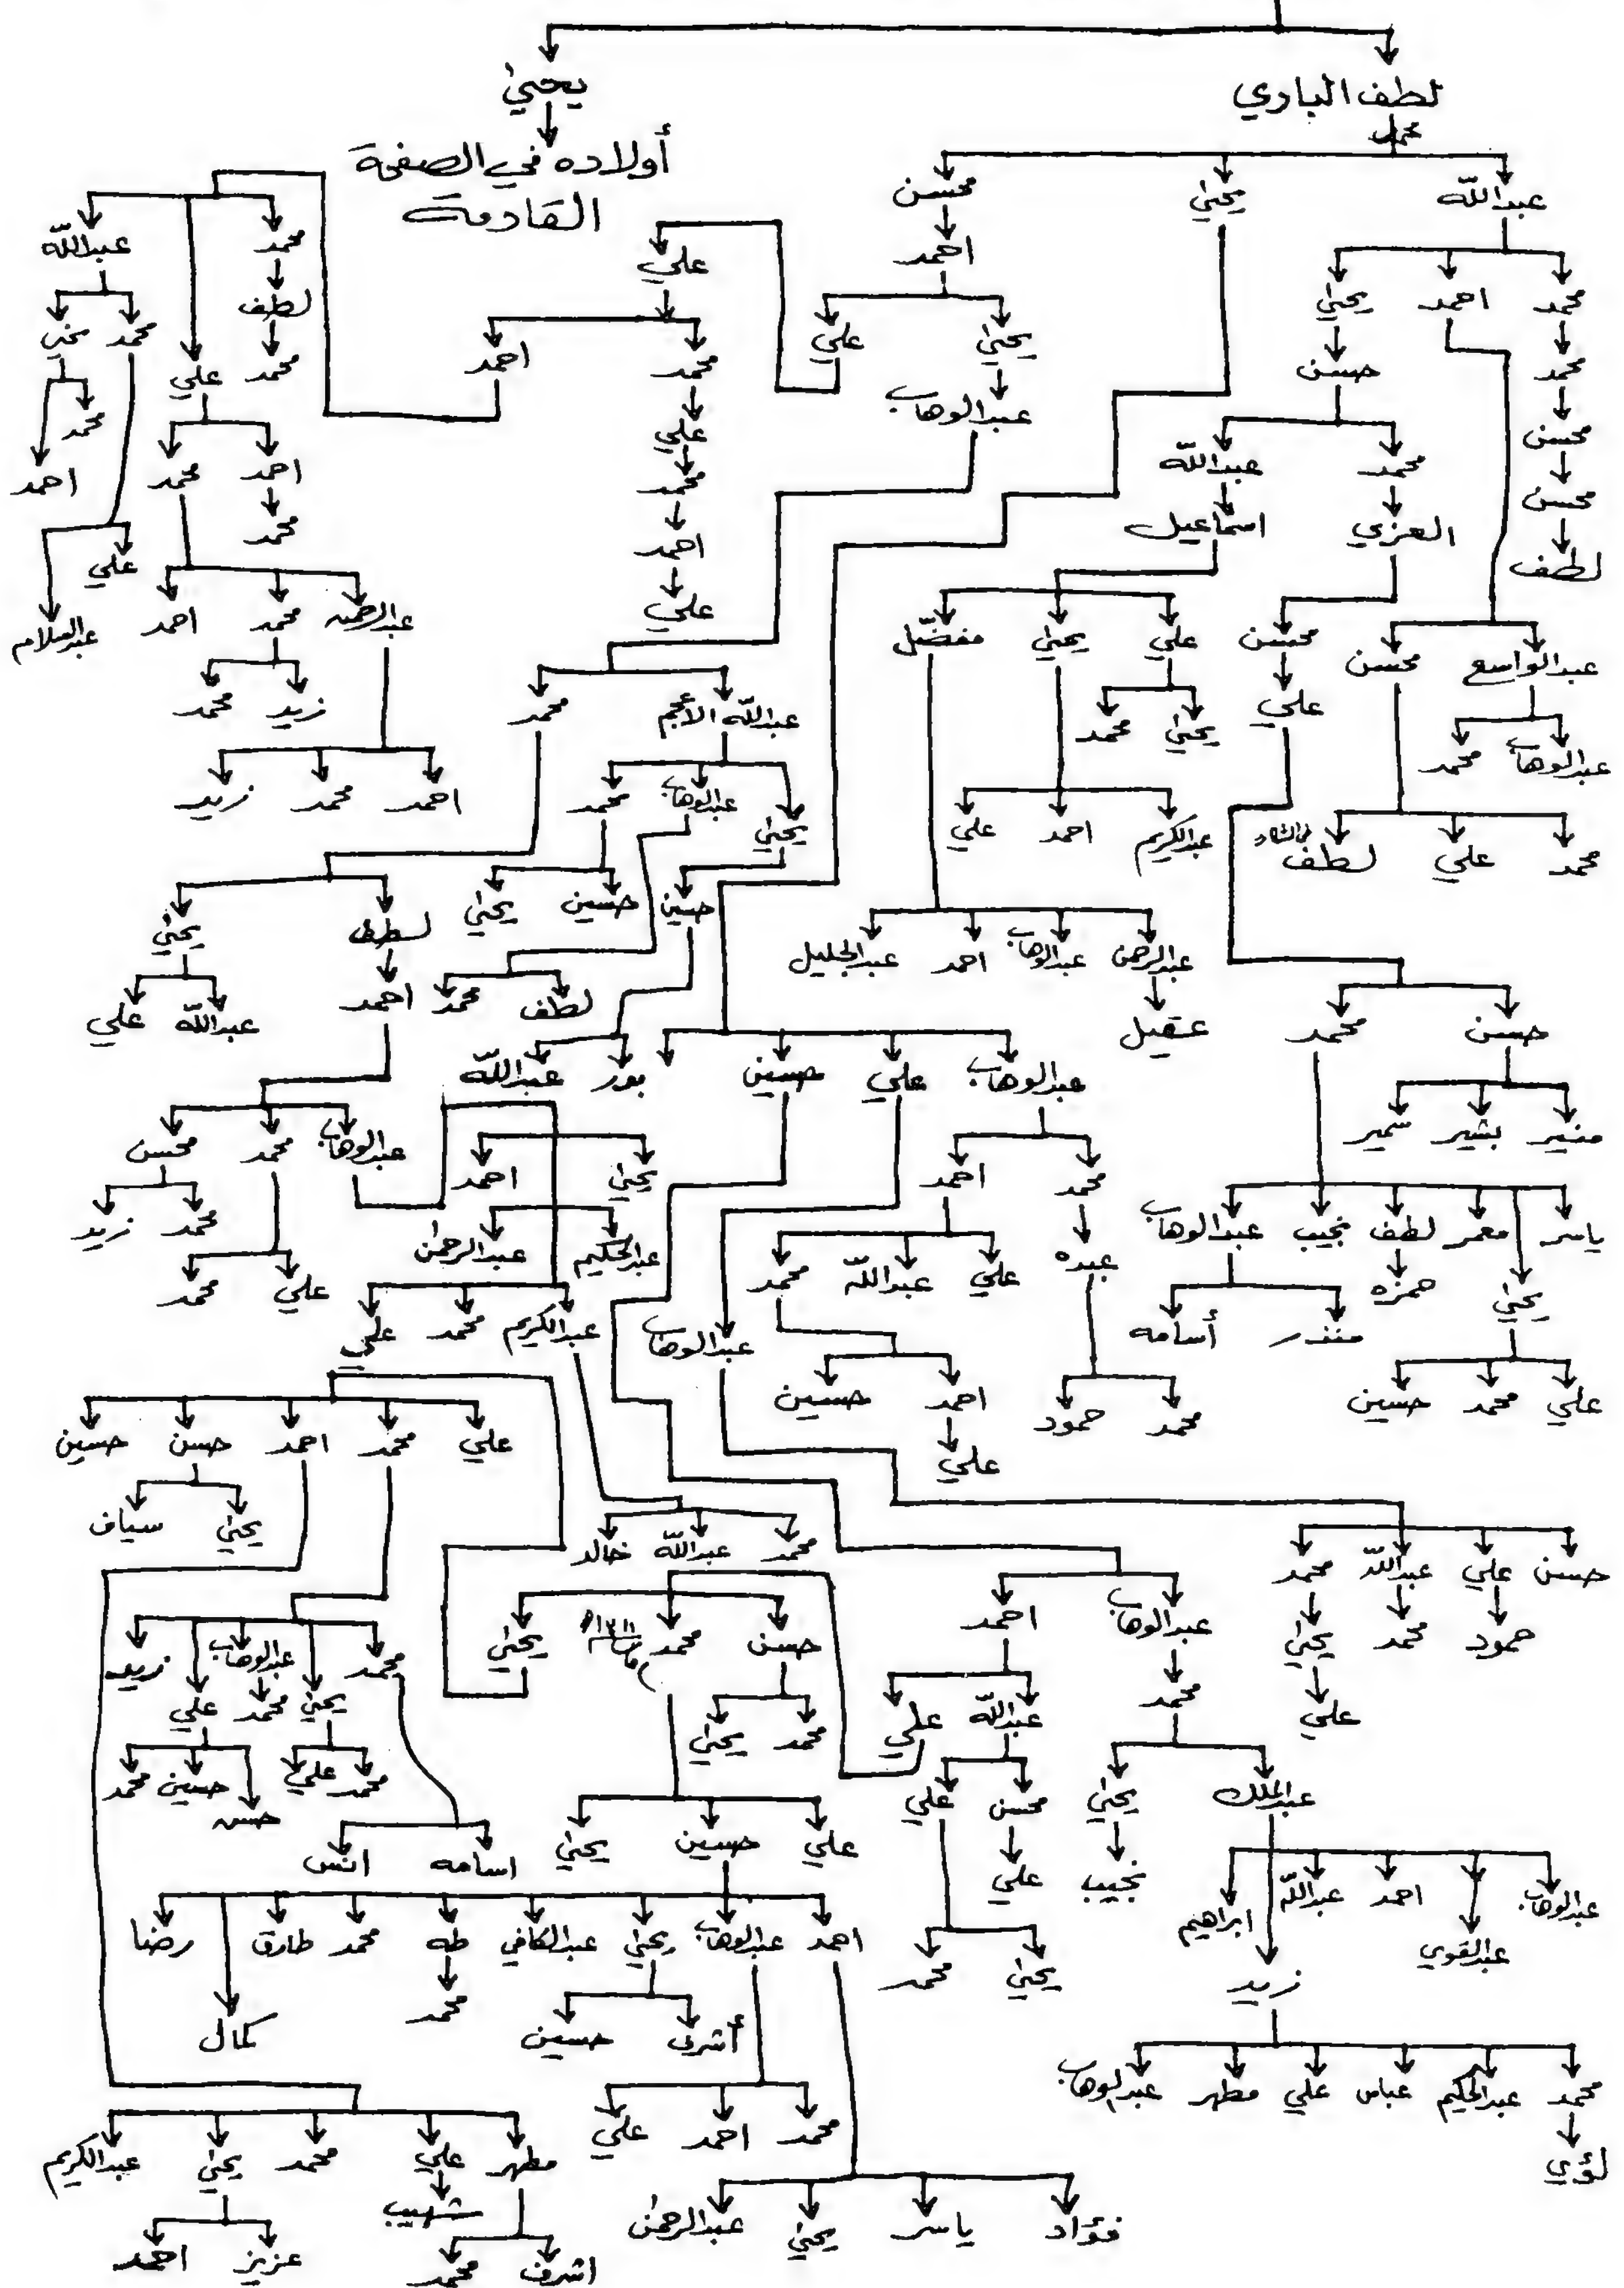 لطف الباري
يحيى
محمد
أولاده في الصفحة
القادمة
عبدالله
يحيى
محسن
محمد
عبدالله
احمد
علي
محمد
احمد
يحيى
لطف
محمد
يحيى
يحيى
علي
محمد
احمد
محمد
حسن
علي
محمد
عبدالوهاب
علي
محسن
محمد
احمد
محمد
عبدالله
محمد
احمد
محمد
احمد
محسن
العزي
اسماعيل
احمد
محمد
لطف
علي
علي
عبدالرحمن
محمد
احمد
عبدالسلام
عبدالواسع
محسن
محسن
علي
يحيى
مفضل
علي
عبدالله الاعجم
محمد
زيد
محمد
عبدالوهاب
محمد
يحيى
محمد
يحيى
عبدالوهاب
محمد
احمد
محمد
زيد
محمد
علي
لطف
عبدالكريم
احمد
علي
حسين
حسين
يحيى
لطف
يحيى
عبدالرحمن
عبدالوهاب
احمد
عبدالجليل
لطف
محمد
احمد
عبدالله
علي
حسن
محمد
عقيل
عبدالوهاب
علي
حسين
بور
عبدالله
منير
بشير
سمير
عبدالوهاب
محمد
محسن
محمد
احمد
يحيى
احمد
محمد
زيد
ياسر
معمر
لطف
نجيب
عبدالوهاب
عبده
علي
عبدالله
محمد
عبدالحكيم
عبدالرحمن
علي
محمد
يحيى
حمزه
منذر
أسامه
عبدالوهاب
عبدالكريم
محمد
علي
علي
محمد
حسين
محمد
حمود
احمد
حسين
علي
علي
محمد
احمد
حسن
حسين
يحيى
سياف
حسن
علي
عبدالله
محمد
محمد
عبدالله
خالد
حمود
محمد
يحيى
عبدالوهاب
احمد
حسن
محمد
يحيى
محمد
عبدالوهاب
زيد
علي
محمد
عبدالله
علي
محمد
يحيى
يحيى
محمد
علي
عبدالملك
يحيى
محسن
علي
محمد
علي
حسن
حسين
محمد
نجيب
علي
علي
حسين
يحيى
اسامه
انس
عبدالوهاب
احمد
عبدالله
ابراهيم
عبدالقوي
يحيى
محمد
احمد
عبدالوهاب
يحيى
عبدالكافي
طه
محمد
طارق
رضا
زيد
أشرف
حسين
محمد
كمال
محمد
عبدالحكيم
عباس
علي
مطهر
عبدالوهاب
محمد
احمد
علي
لؤي
مطهر
علي
محمد
يحيى
عبدالكريم
شهيب
فؤاد
ياسر
يحيى
عبدالرحمن
اشرف
محمد
عزيز
احمد